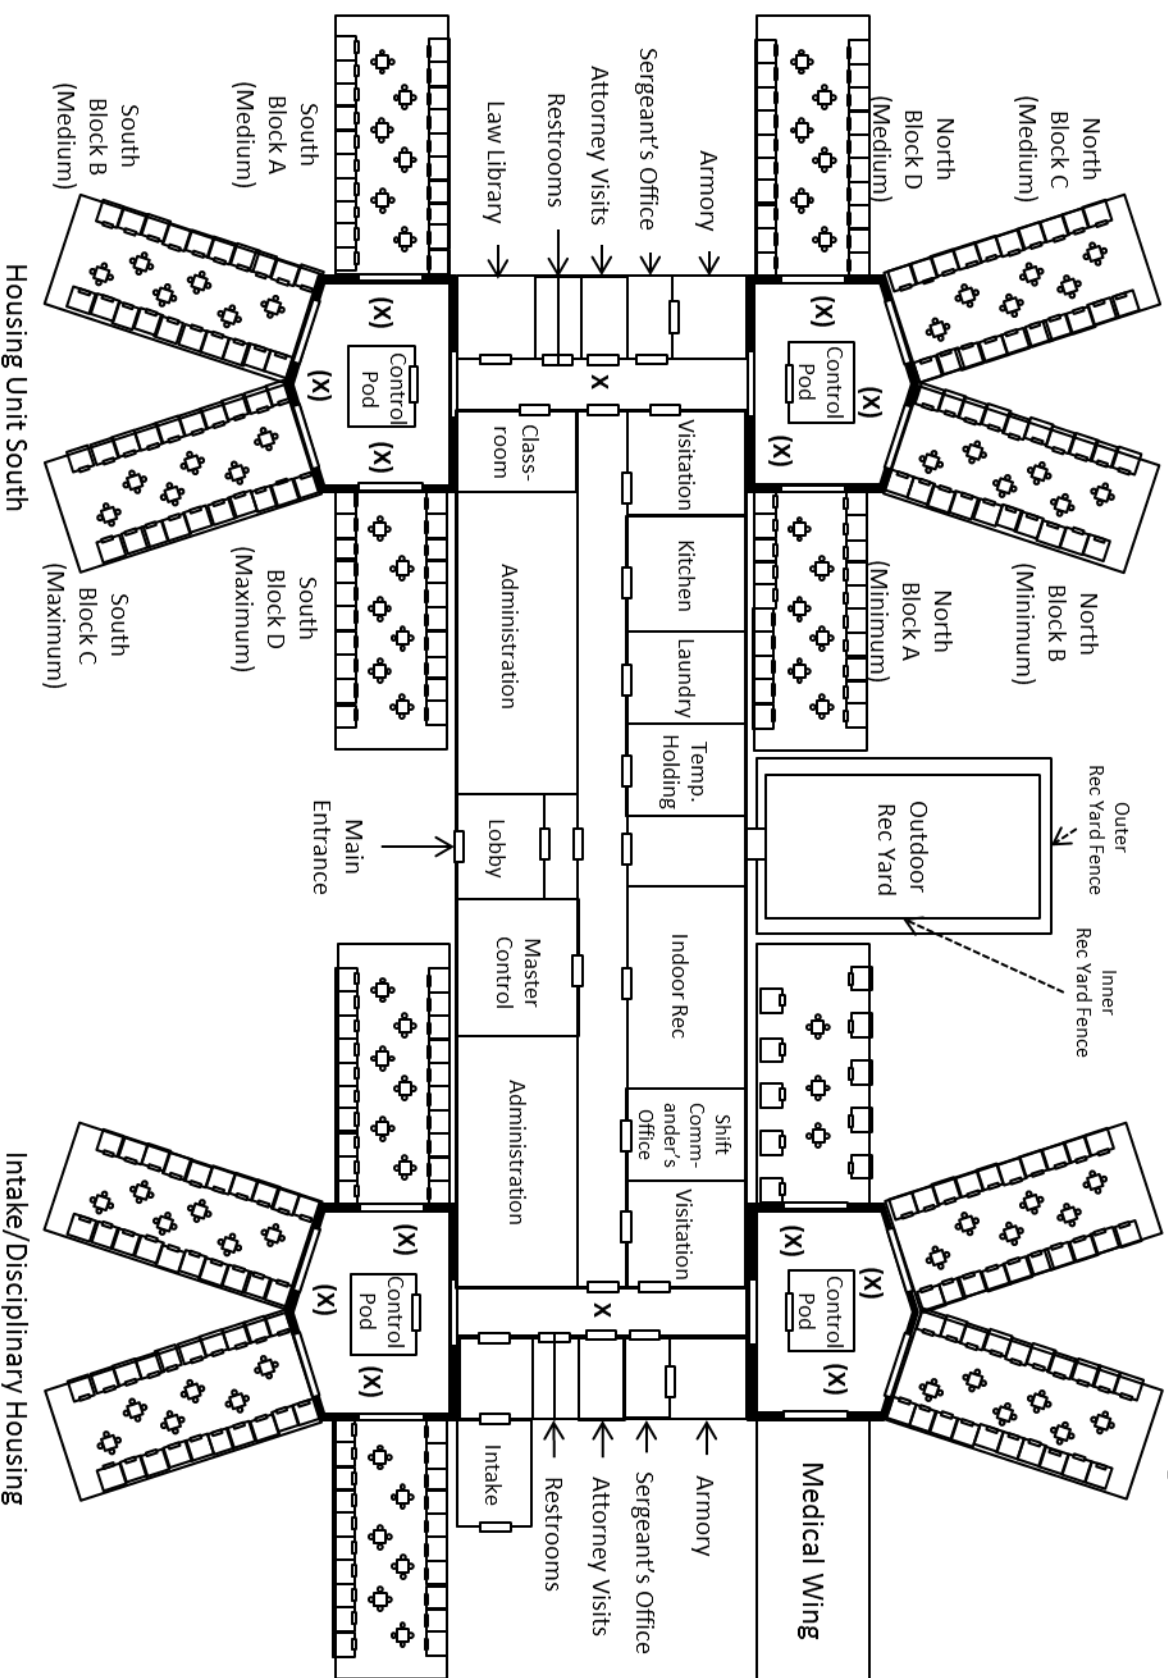 North
Block C
(Medium)
North
Block D
(Medium)
Armory
Sergeant's Office
Attorney Visits
Restrooms
Law Library
South
Block A
(Medium)
South
Block B
(Medium)
(X)
(X)
(X)
Control
Pod
X
(X)
(X)
(X)
Control
Pod
Housing Unit South
North
Block B
(Minimum)
North
Block A
(Minimum)
Visitation
Kitchen
Laundry
Temp.
Holding
Class-
room
Administration
South
Block D
(Maximum)
South
Block C
(Maximum)
Outer
Rec Yard Fence
Outdoor
Rec Yard
Inner
Rec Yard Fence
Lobby
Main
Entrance
Indoor Rec
Master
Control
Shift
Comm-
ander's
Office
Visitation
Administration
(X)
(X)
(X)
Control
Pod
X
(X)
(X)
(X)
Control
Pod
Medical Wing
Armory
Sergeant's Office
Attorney Visits
Restrooms
Intake
Intake/Disciplinary Housing